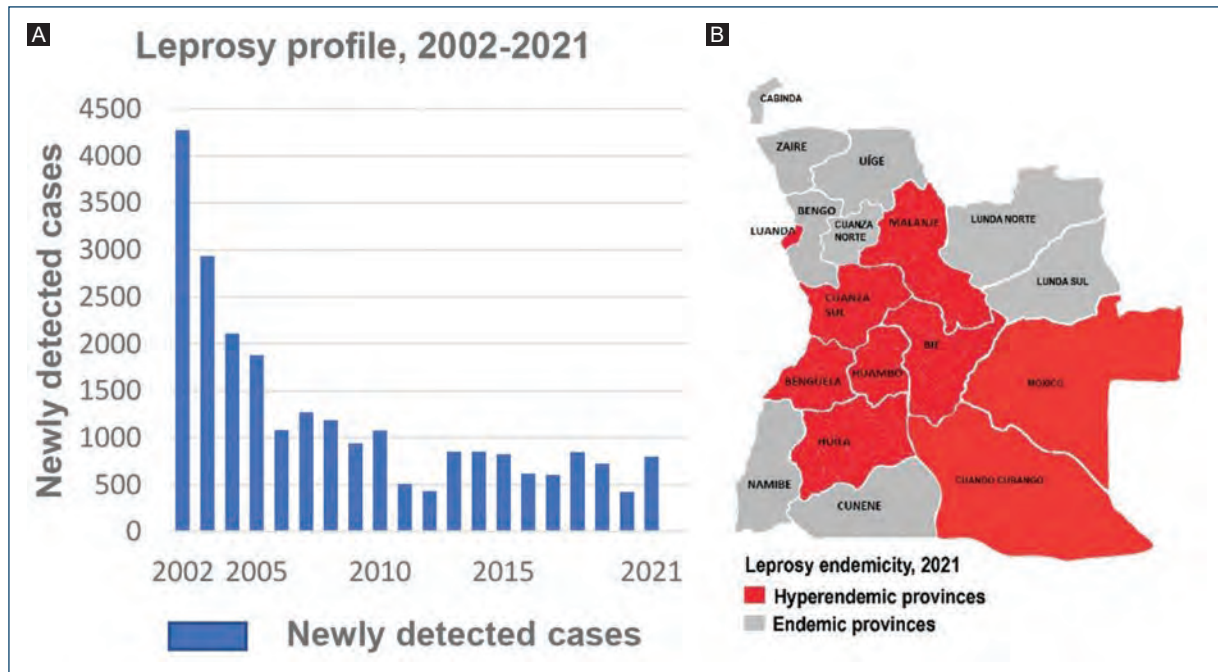 A
Leprosy profile, 2002-2021
Newly detected cases
4500
4000
3500
3000
2500
2000
1500
1000
500
0
2002 2005 2010 2015 2021
Newly detected cases
B
CABINDA
ZAIRE
UÍGE
BENGO
LUANDA
CUANZA
NORTE
MALANJE
LUNDA NORTE
LUNDA SUL
CUANZA
SUL
BIE
BENGUELA
HUAMBO
MOXICO
HUILA
NAMIBE
CUNENE
CUANDO CUBANGO
Leprosy endemicity, 2021
Hyperendemic provinces
Endemic provinces